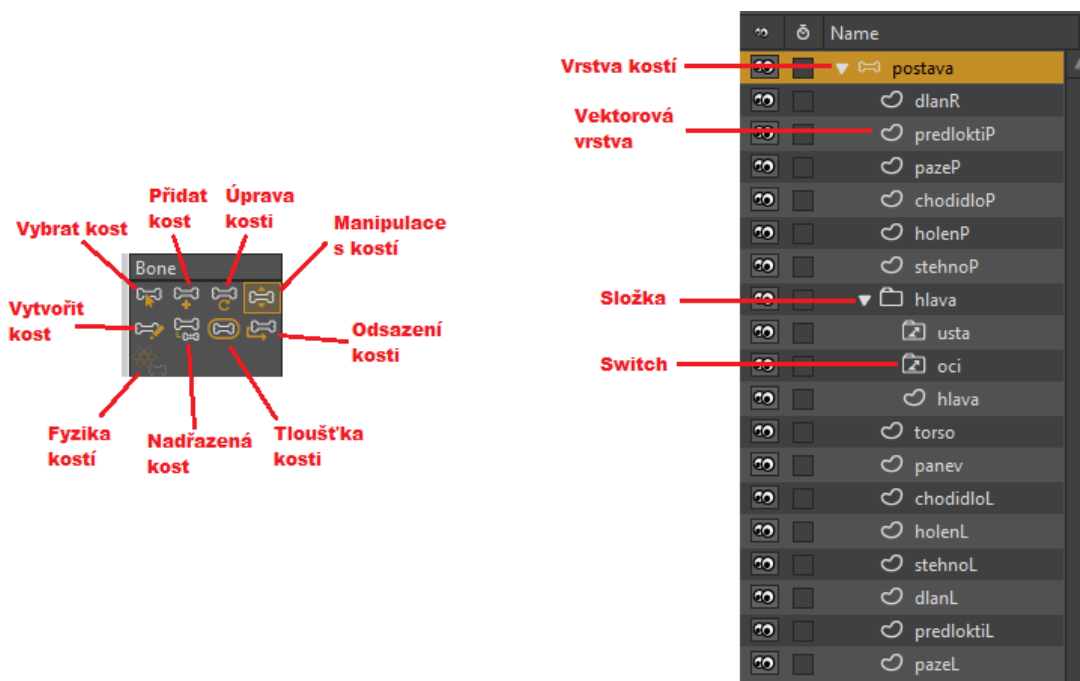 Přidat
kost
Úprava
kosti
Vybrat kost
Manipulace
s kostí
Bone
Vytvořit
kost
Odsazení
kosti
Fyzika
kostí
Nadřazená
kost
Tloušťka
kosti
Name
Vrstva kostí
postava
dlanR
Vektorová
vrstva
predloktiP
pazeP
chodidloP
holenP
stehnoP
Složka
hlava
usta
Switch
oci
hlava
torso
panev
chodidloL
holenL
stehnoL
dlanL
predloktiL
pazeL